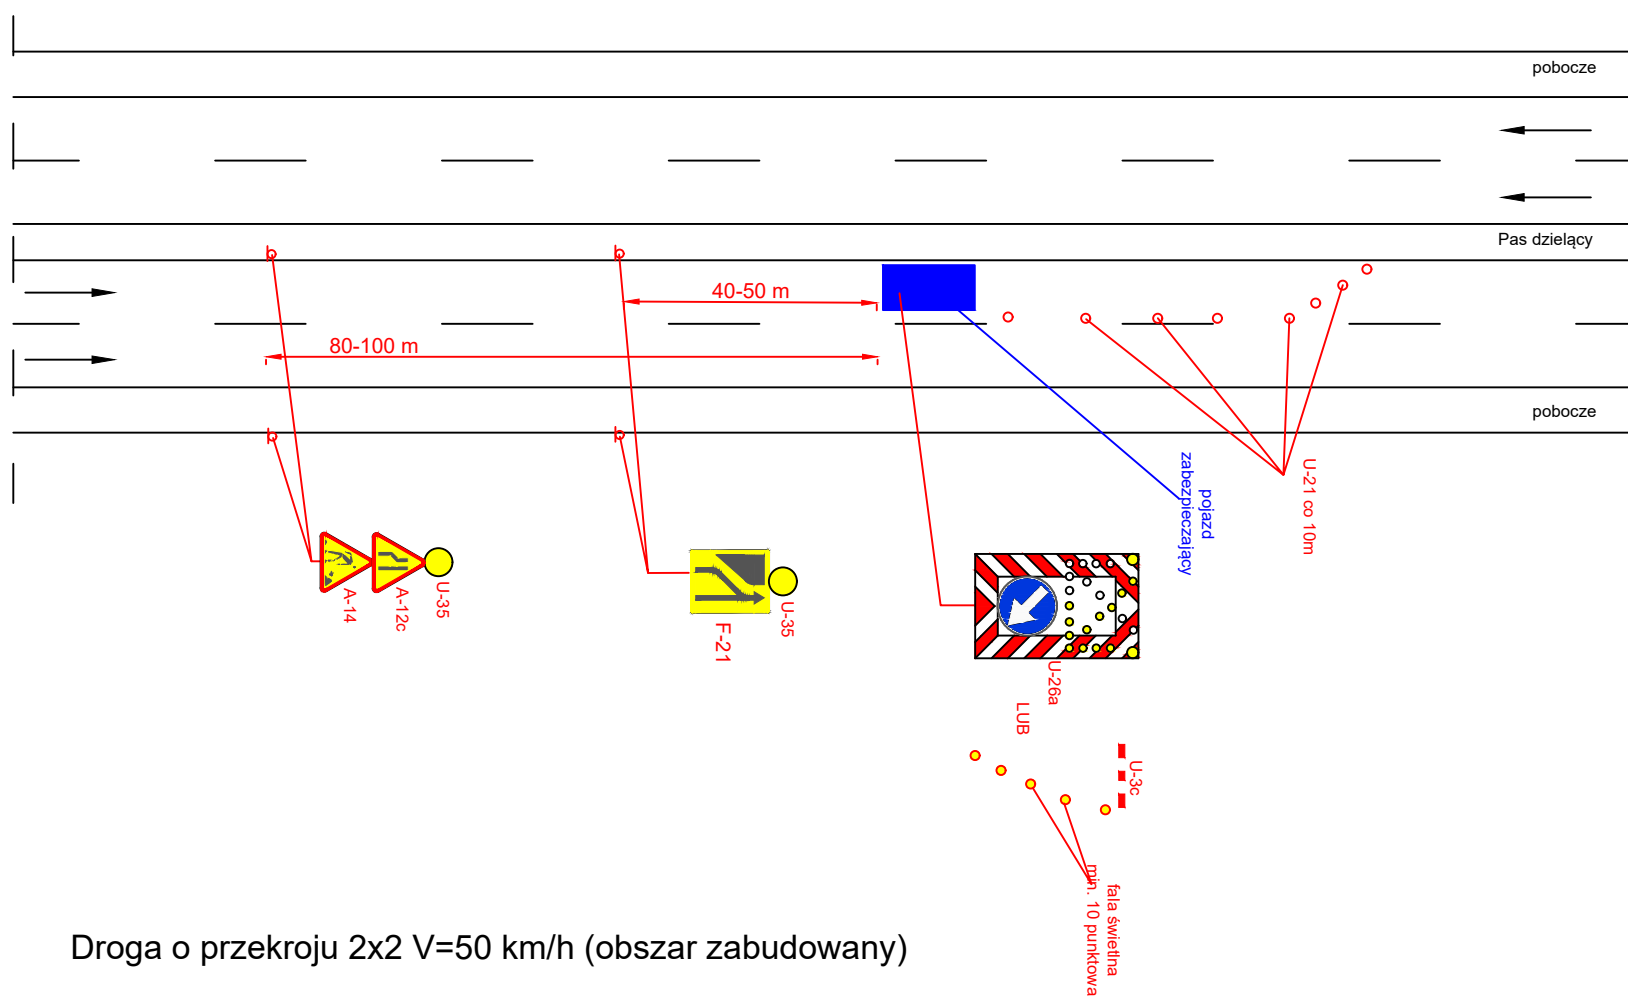 pobocze
Pas dzielący
40-50 m
80-100 m
pobocze
pojazd
zabezpieczający
U-21 co 10m
A-14
A-12c
U-35
F-21
U-35
U-26a
LUB
U-3c
fala świetlna
min. 10 punktowa
Droga o przekroju 2x2 V=50 km/h (obszar zabudowany)